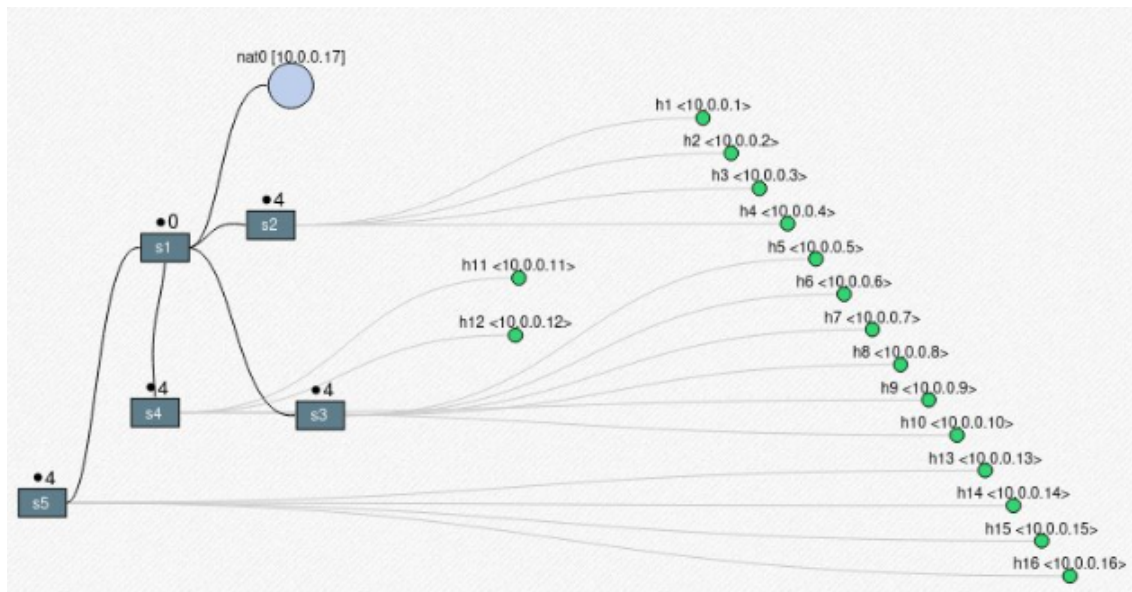 nat0 [10.0.0.17]
h1 <10.0.0.1>
h2 <10.0.0.2>
h3 <10.0.0.3>
●4
s2
h4 <10.0.0.4>
●0
s1
h5 <10.0.0.5>
h11 <10.0.0.11>
h6 <10.0.0.6>
h12 <10.0.0.12>
h7 <10.0.0.7>
h8 <10.0.0.8>
●4
s4
●4
s3
h9 <10.0.0.9>
h10 <10.0.0.10>
h13 <10.0.0.13>
●4
s5
h14 <10.0.0.14>
h15 <10.0.0.15>
h16 <10.0.0.16>